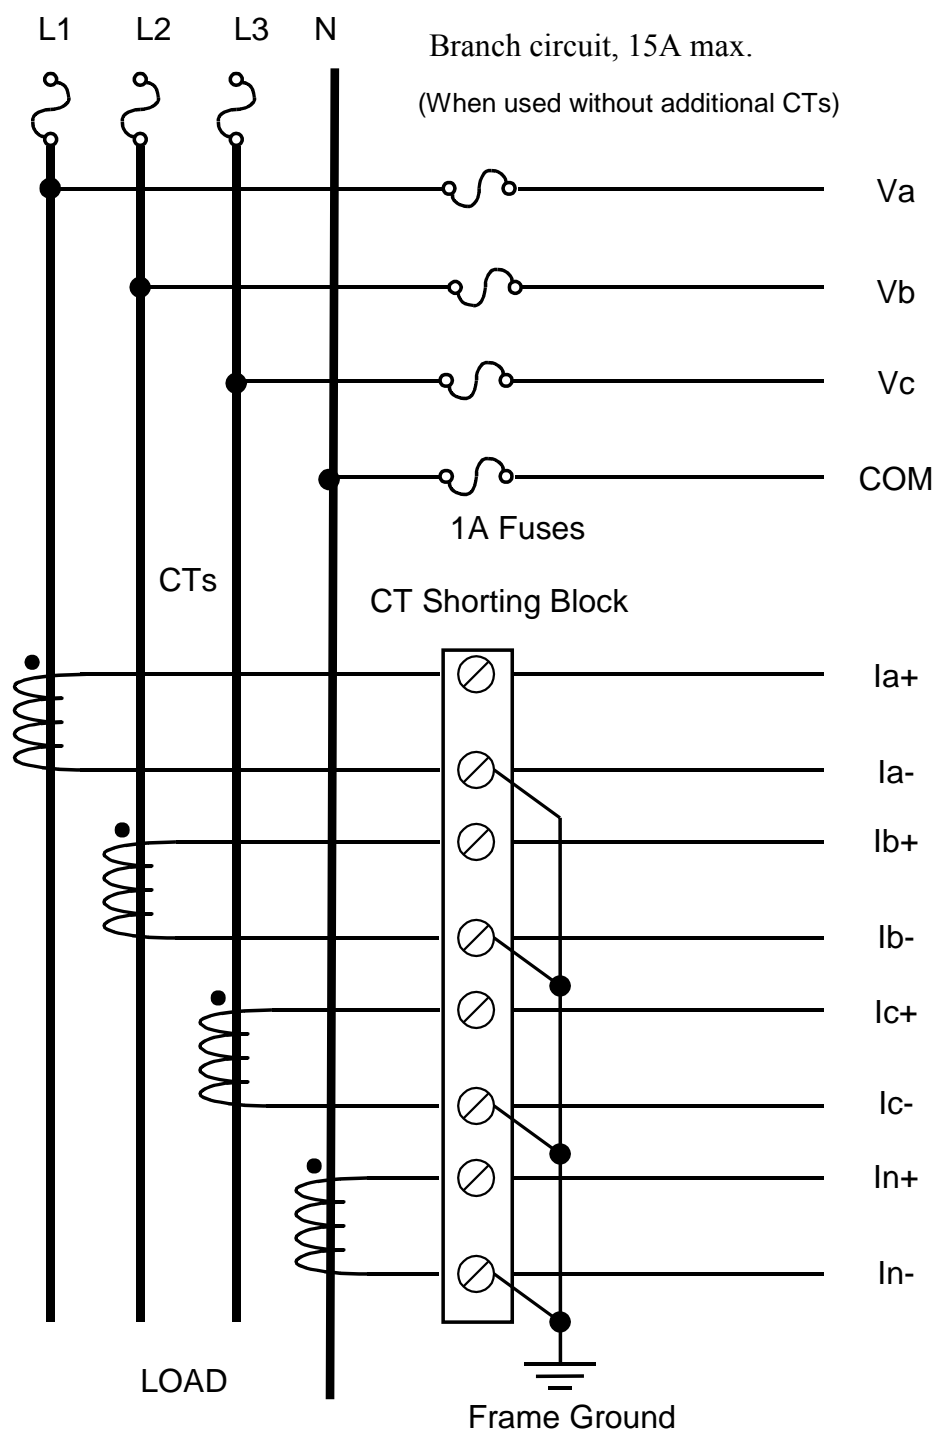 L1 L2 L3 N
Branch circuit, 15A max.
(When used without additional CTs)
Va
Vb
Vc
COM
1A Fuses
CTs
CT Shorting Block
Ia+
Ia-
Ib+
Ib-
Ic+
Ic-
In+
In-
LOAD
Frame Ground